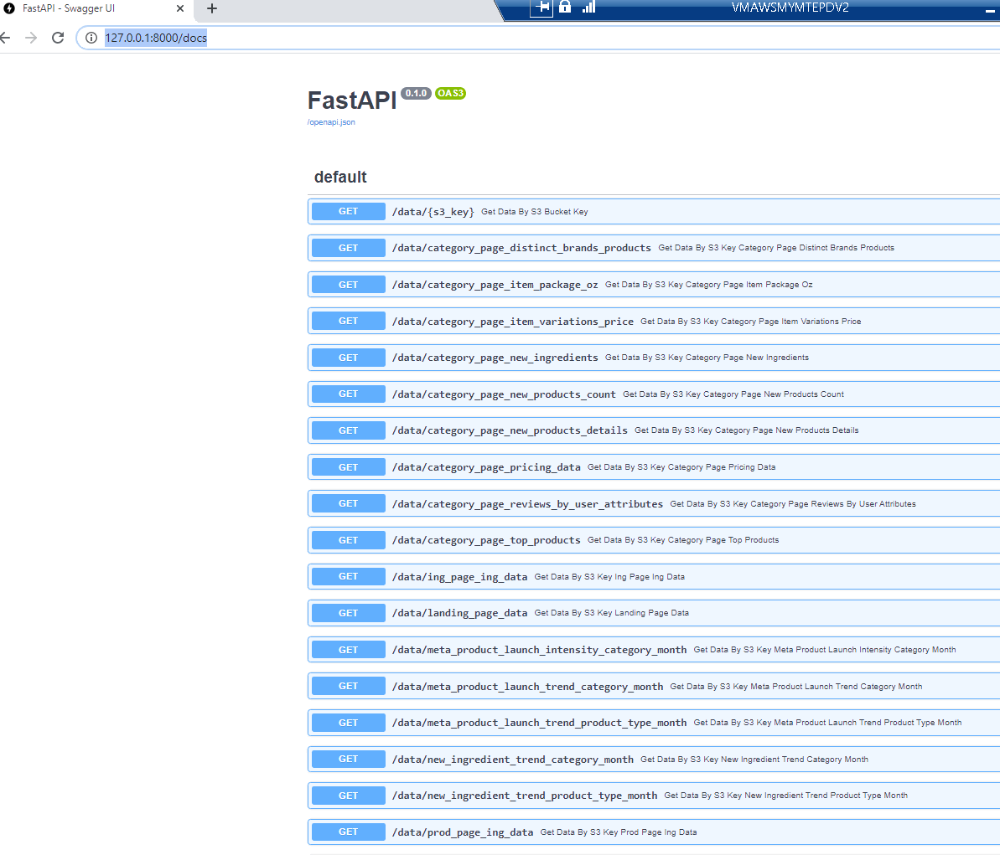 FastAPI - Swagger UI
VMAWSMYMTEPDV2
127.0.0.1:8000/docs
FastAPI 0.1.0 OAS3
/openapi.json
default
GET /data/{s3_key} Get Data By S3 Bucket Key
GET /data/category_page_distinct_brands_products Get Data By S3 Key Category Page Distinct Brands Products
GET /data/category_page_item_package_oz Get Data By S3 Key Category Page Item Package Oz
GET /data/category_page_item_variations_price Get Data By S3 Key Category Page Item Variations Price
GET /data/category_page_new_ingredients Get Data By S3 Key Category Page New Ingredients
GET /data/category_page_new_products_count Get Data By S3 Key Category Page New Products Count
GET /data/category_page_new_products_details Get Data By S3 Key Category Page New Products Details
GET /data/category_page_pricing_data Get Data By S3 Key Category Page Pricing Data
GET /data/category_page_reviews_by_user_attributes Get Data By S3 Key Category Page Reviews By User Attributes
GET /data/category_page_top_products Get Data By S3 Key Category Page Top Products
GET /data/ing_page_ing_data Get Data By S3 Key Ing Page Ing Data
GET /data/landing_page_data Get Data By S3 Key Landing Page Data
GET /data/meta_product_launch_intensity_category_month Get Data By S3 Key Meta Product Launch Intensity Category Month
GET /data/meta_product_launch_trend_category_month Get Data By S3 Key Meta Product Launch Trend Category Month
GET /data/meta_product_launch_trend_product_type_month Get Data By S3 Key Meta Product Launch Trend Product Type Month
GET /data/new_ingredient_trend_category_month Get Data By S3 Key New Ingredient Trend Category Month
GET /data/new_ingredient_trend_product_type_month Get Data By S3 Key New Ingredient Trend Product Type Month
GET /data/prod_page_ing_data Get Data By S3 Key Prod Page Ing Data